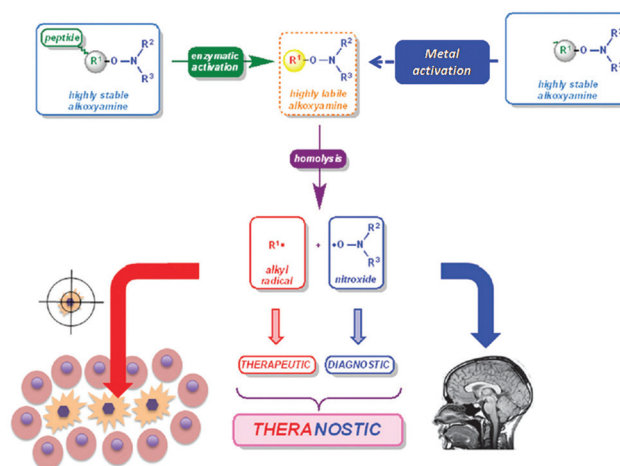 peptide
R¹-O-N
R²
R³
highly stable
alkoxyamine
enzymatic
activation
R¹-O-N
R²
R³
highly labile
alkoxyamine
Metal
activation
R¹-O-N
R²
R³
highly stable
alkoxyamine
homolysis
R¹•
alkyl
radical
+
•O-N
R²
R³
nitroxide
THERAPEUTIC
DIAGNOSTIC
THERANOSTIC